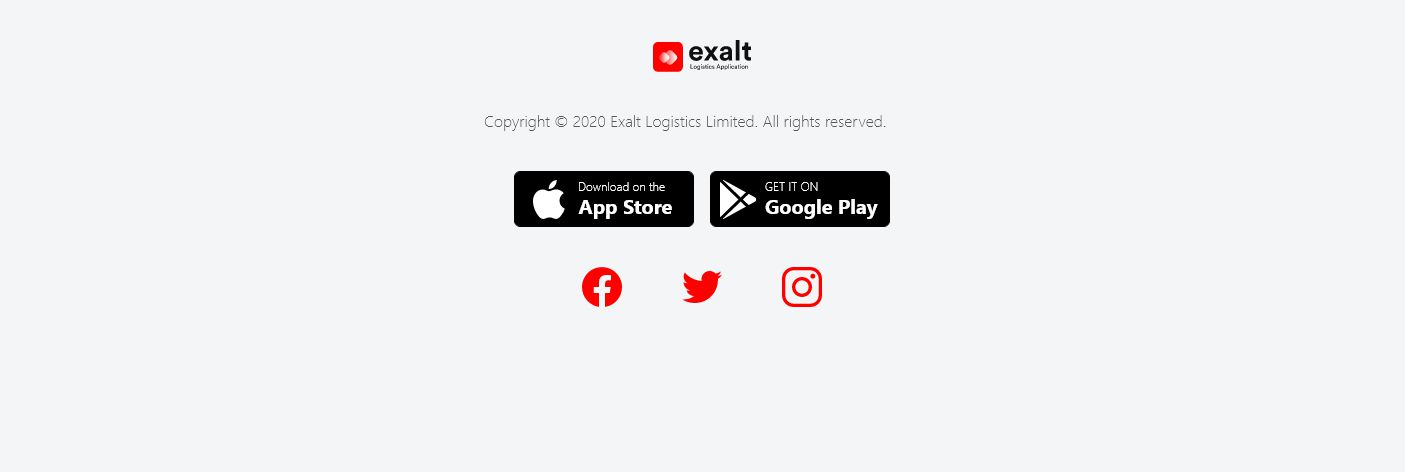 exalt
Logistics Application
Copyright © 2020 Exalt Logistics Limited. All rights reserved.
Download on the
App Store
GET IT ON
Google Play